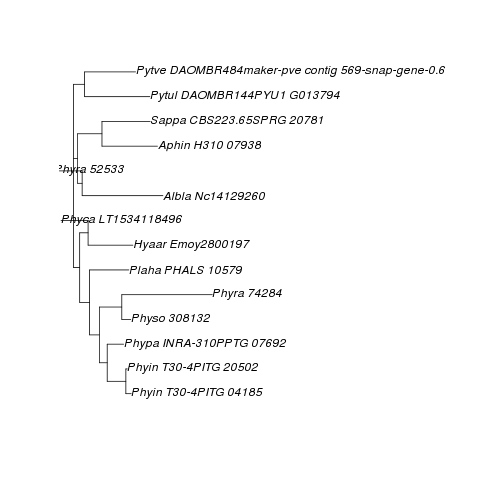 Pytve DAOMBR484maker-pve contig 569-snap-gene-0.6
Pytul DAOMBR144PYU1 G013794
Sappa CBS223.65SPRG 20781
Aphin H310 07938
Phyra 52533
Albla Nc14129260
Phyca LT1534118496
Hyaar Emoy2800197
Plaha PHALS 10579
Phyra 74284
Physo 308132
Phypa INRA-310PPTG 07692
Phyin T30-4PITG 20502
Phyin T30-4PITG 04185